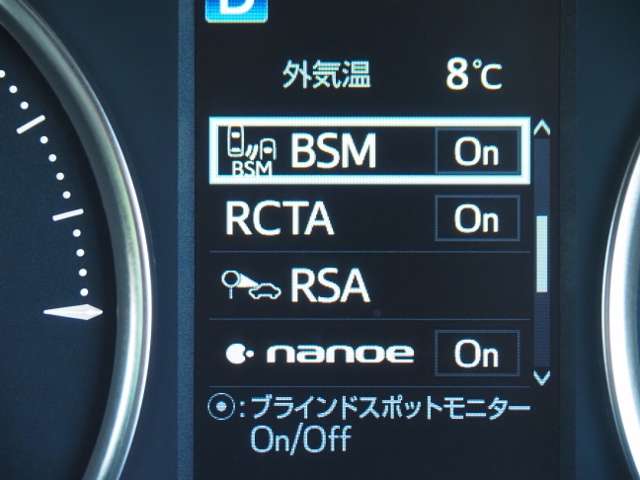 D
外気温 8℃
BSM BSM On
RCTA On
RSA
nanoe On
:ブラインドスポットモニター
On/Off